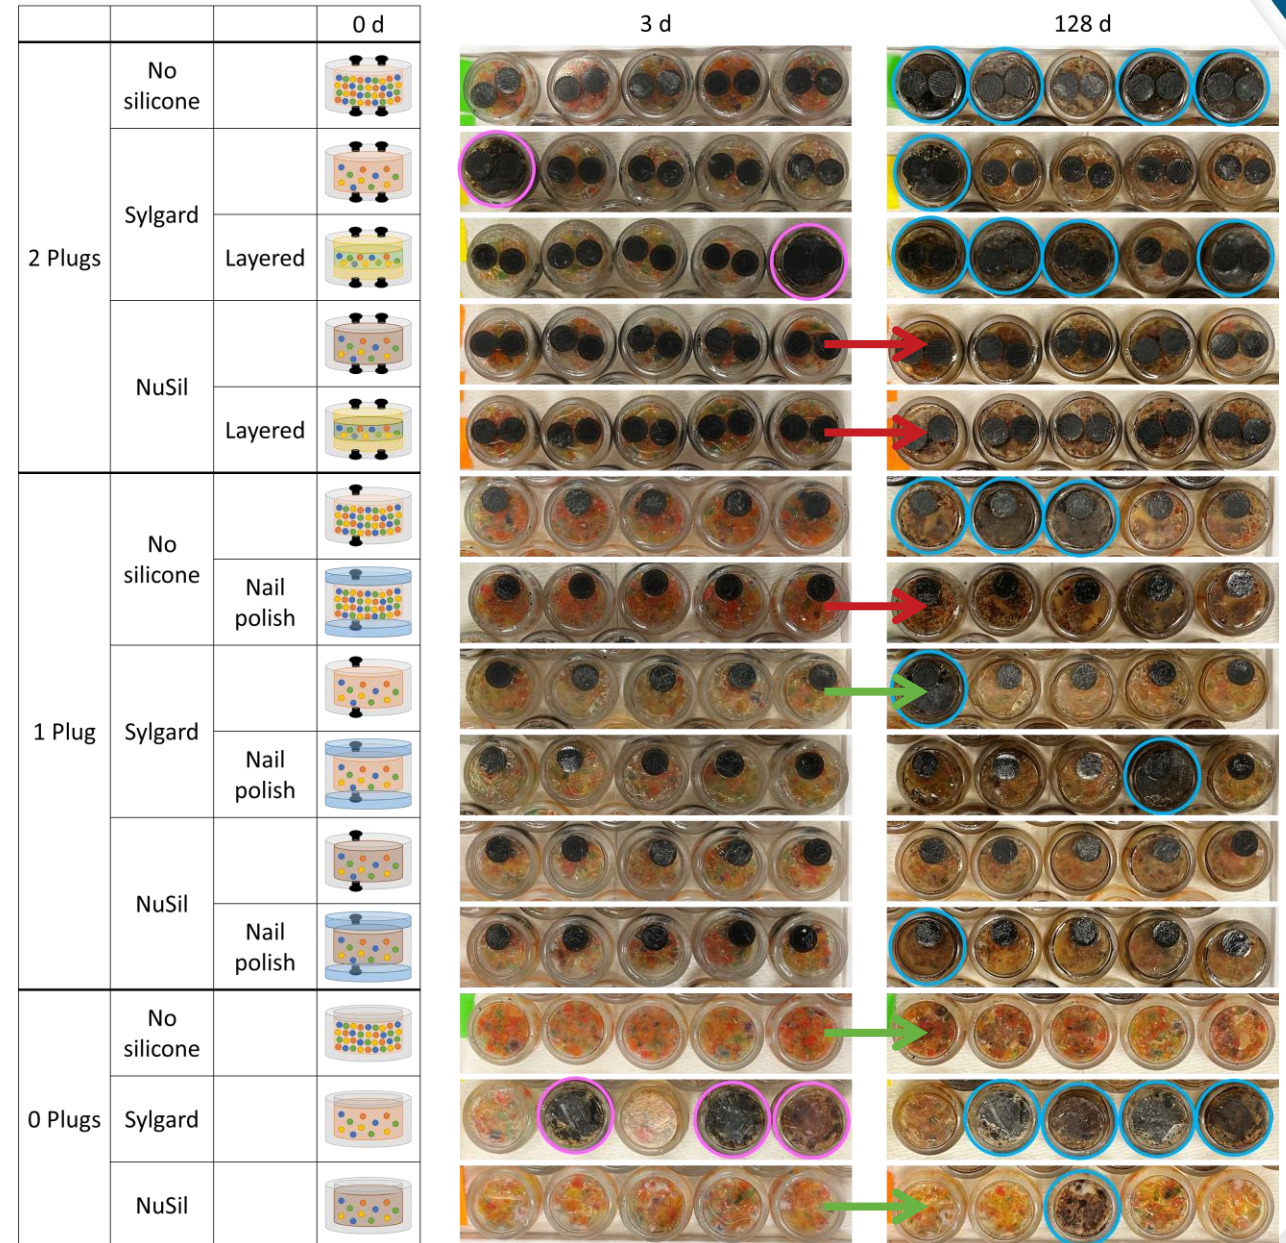 0 d
3 d
128 d
No
silicone
Sylgard
2 Plugs
Layered
NuSil
Layered
No
silicone
Nail
polish
1 Plug
Sylgard
Nail
polish
NuSil
Nail
polish
No
silicone
0 Plugs
Sylgard
NuSil